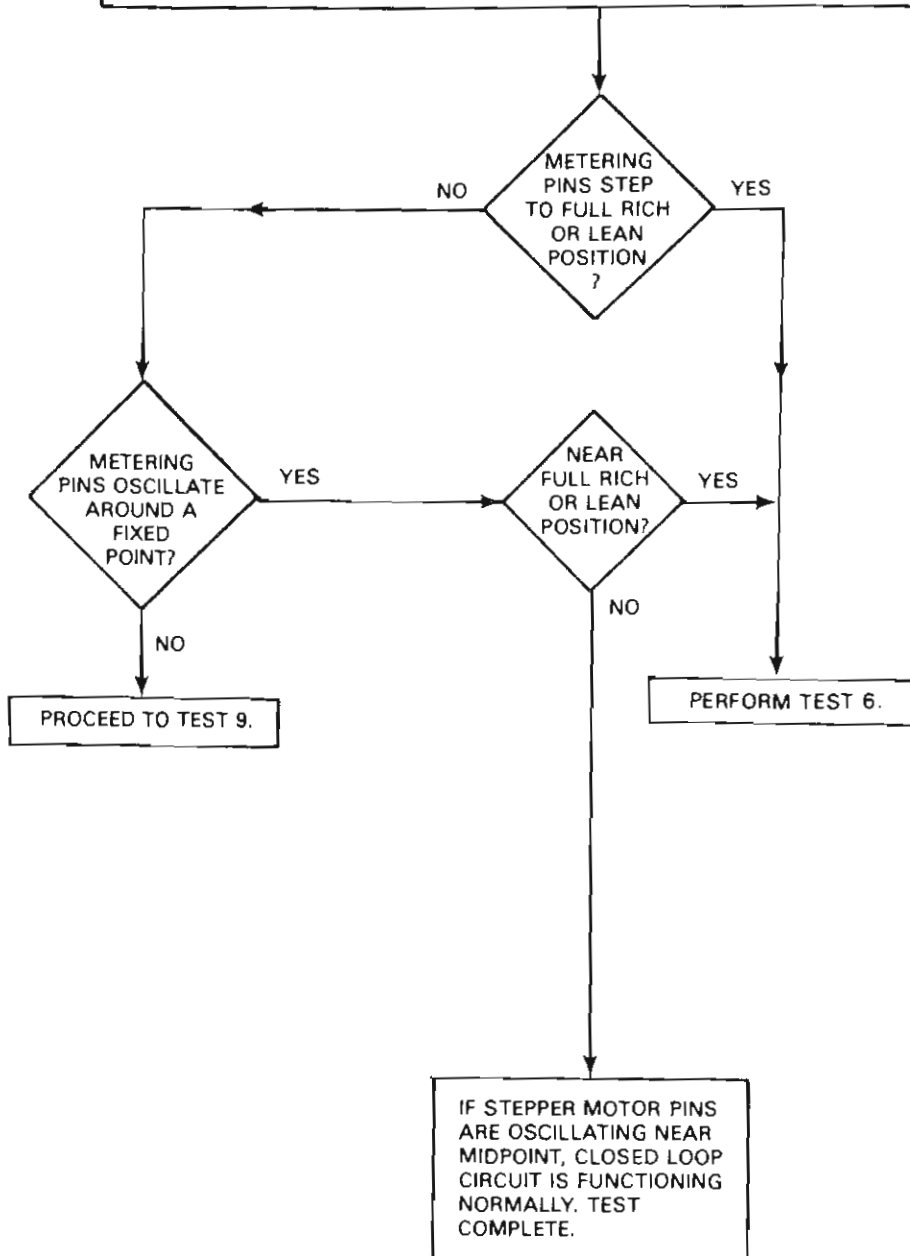 METERING
PINS STEP
TO FULL RICH
OR LEAN
POSITION
?
NO
YES
METERING
PINS OSCILLATE
AROUND A
FIXED
POINT?
YES
NEAR
FULL RICH
OR LEAN
POSITION?
YES
NO
NO
PROCEED TO TEST 9.
PERFORM TEST 6.
IF STEPPER MOTOR PINS
ARE OSCILLATING NEAR
MIDPOINT, CLOSED LOOP
CIRCUIT IS FUNCTIONING
NORMALLY. TEST
COMPLETE.